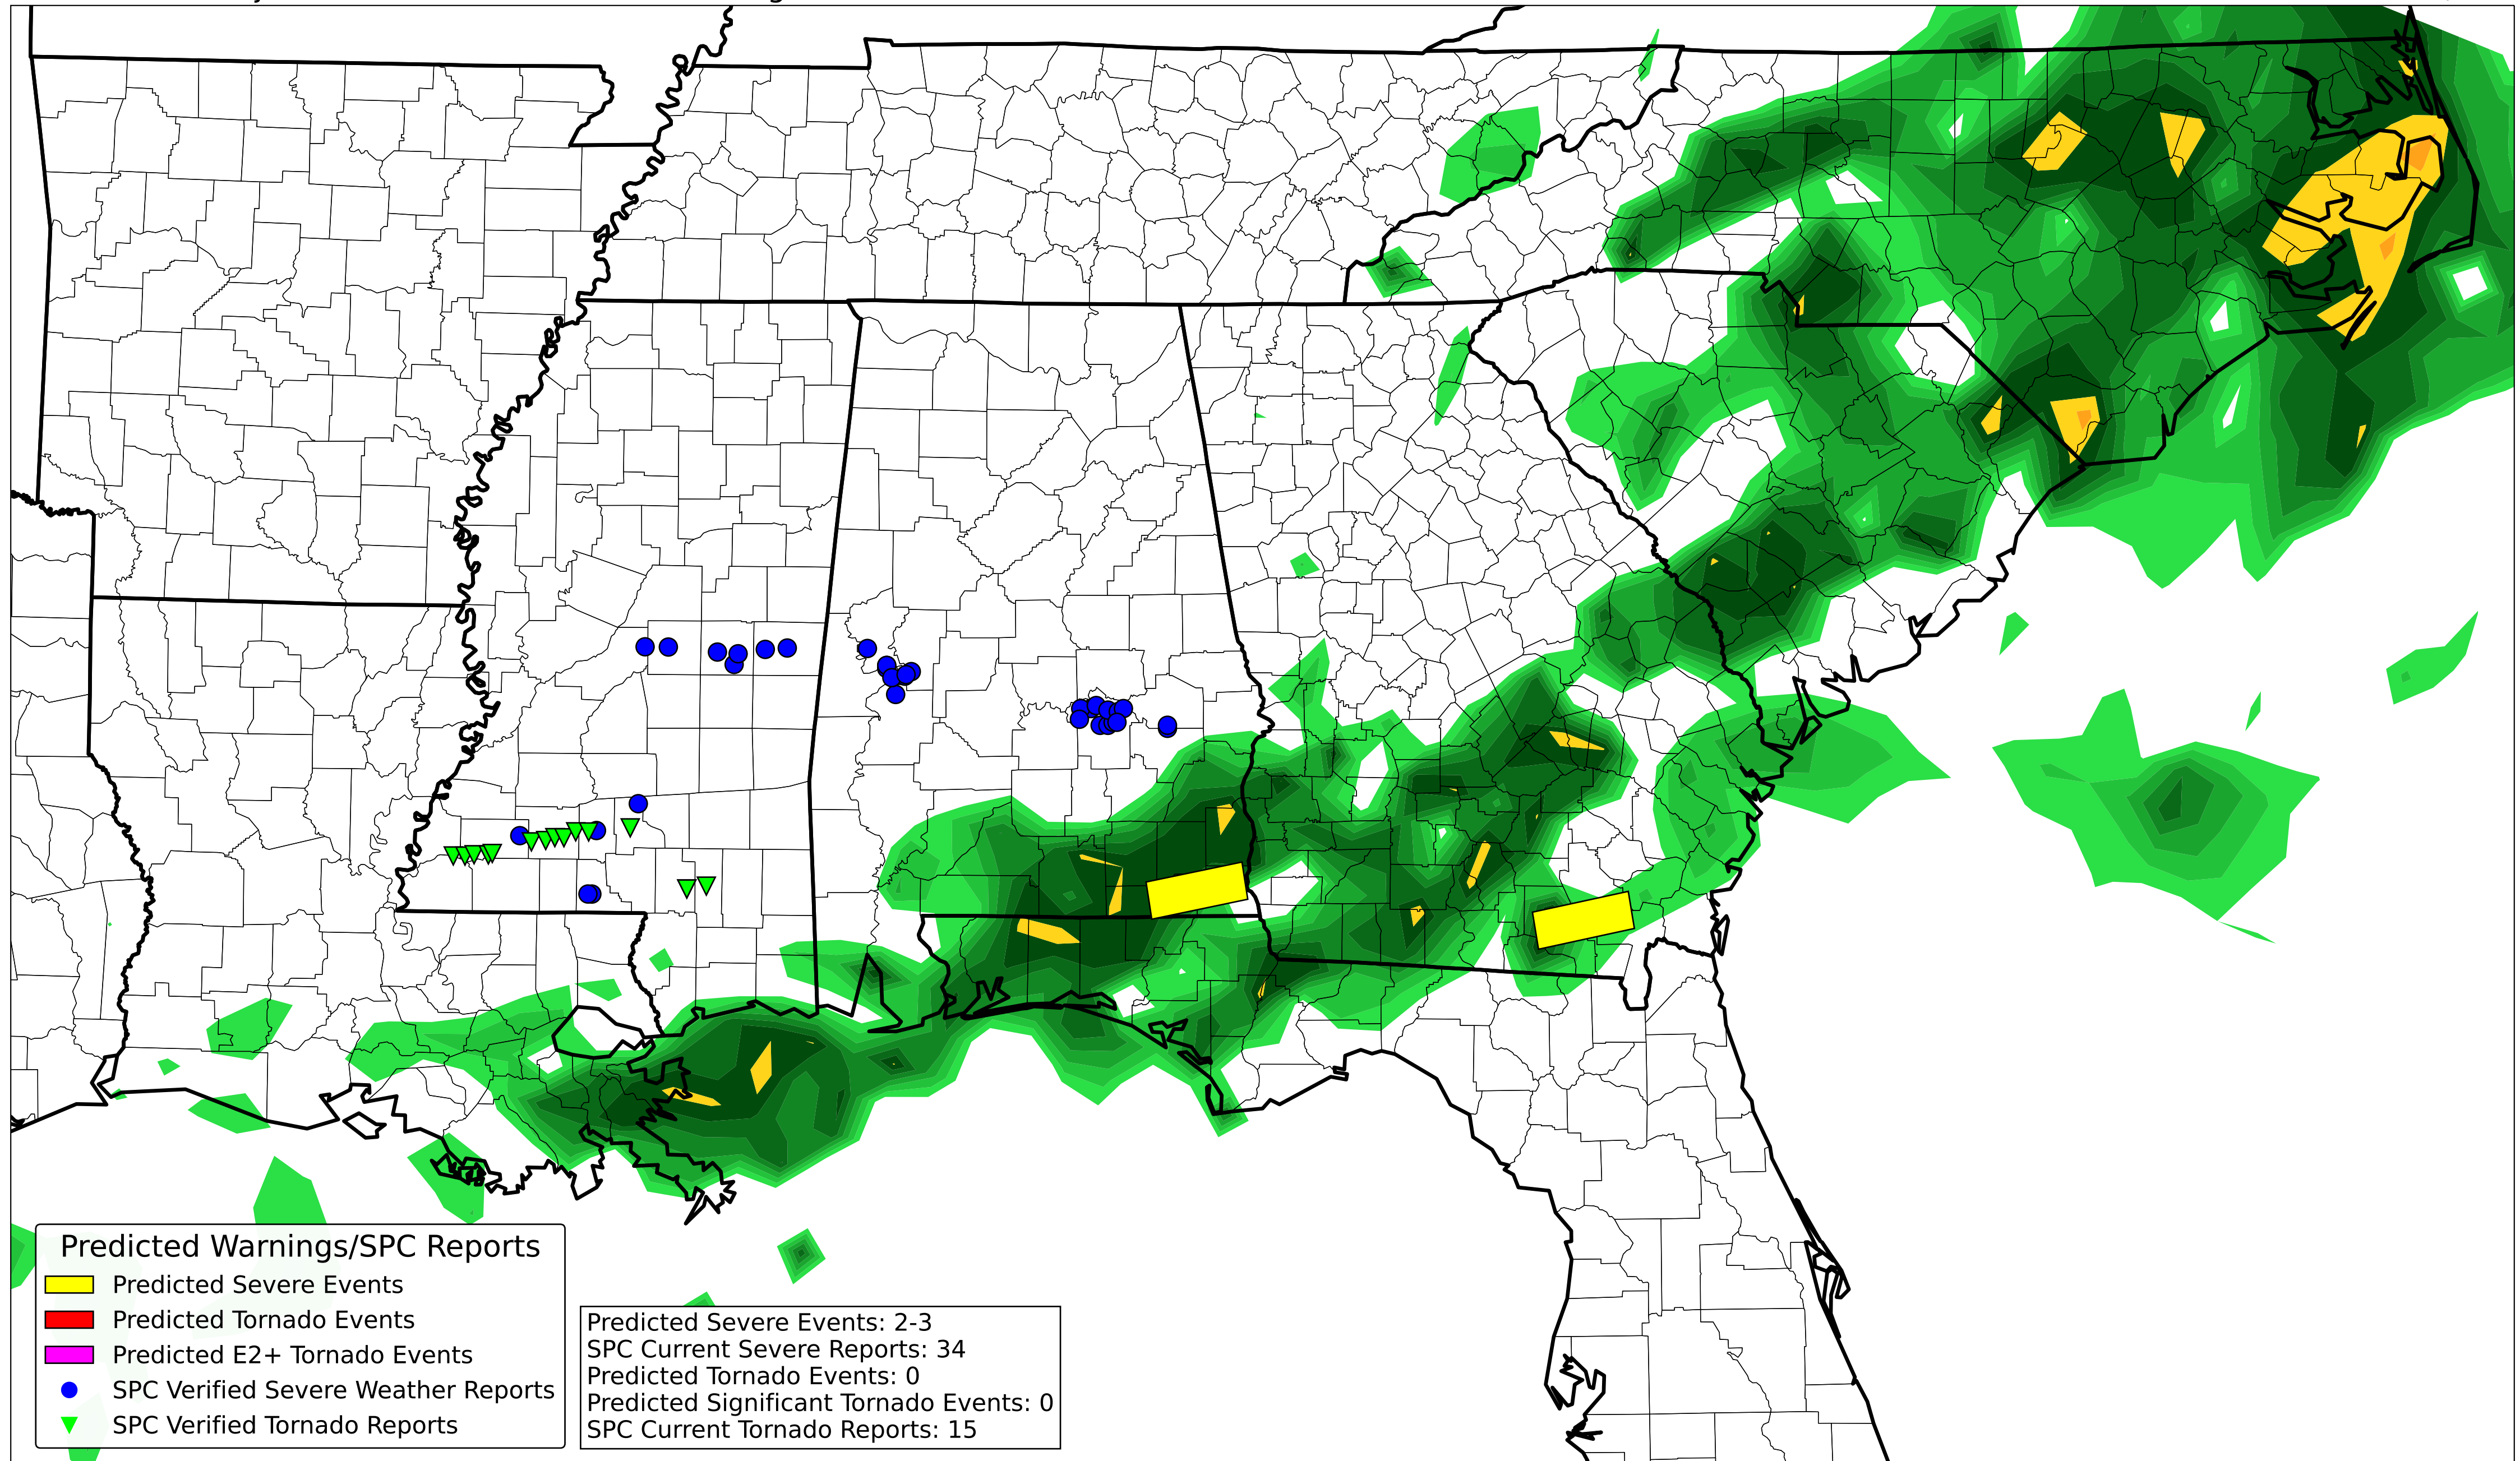 Predicted Warnings/SPC Reports
Predicted Severe Events
Predicted Tornado Events
Predicted E2+ Tornado Events
SPC Verified Severe Weather Reports
SPC Verified Tornado Reports
Predicted Severe Events: 2-3
SPC Current Severe Reports: 34
Predicted Tornado Events: 0
Predicted Significant Tornado Events: 0
SPC Current Tornado Reports: 15